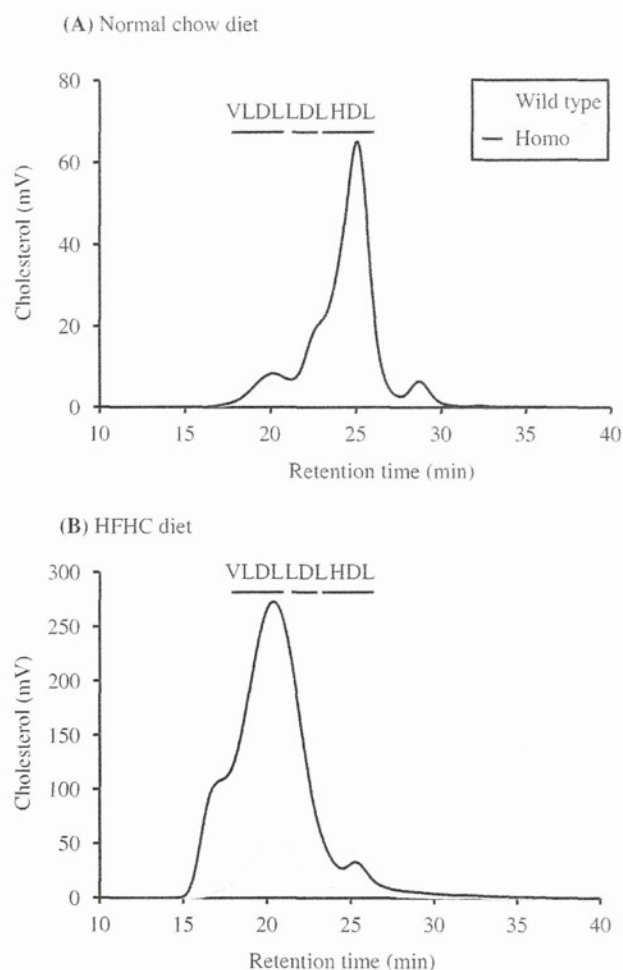 (A) Normal chow diet
80
60
40
20
0
Cholesterol (mV)
VLDL LDL HDL
Wild type
Homo
10 15 20 25 30 35 40
Retention time (min)
(B) HFHC diet
300
250
200
150
100
50
0
Cholesterol (mV)
VLDL LDL HDL
10 15 20 25 30 35 40
Retention time (min)